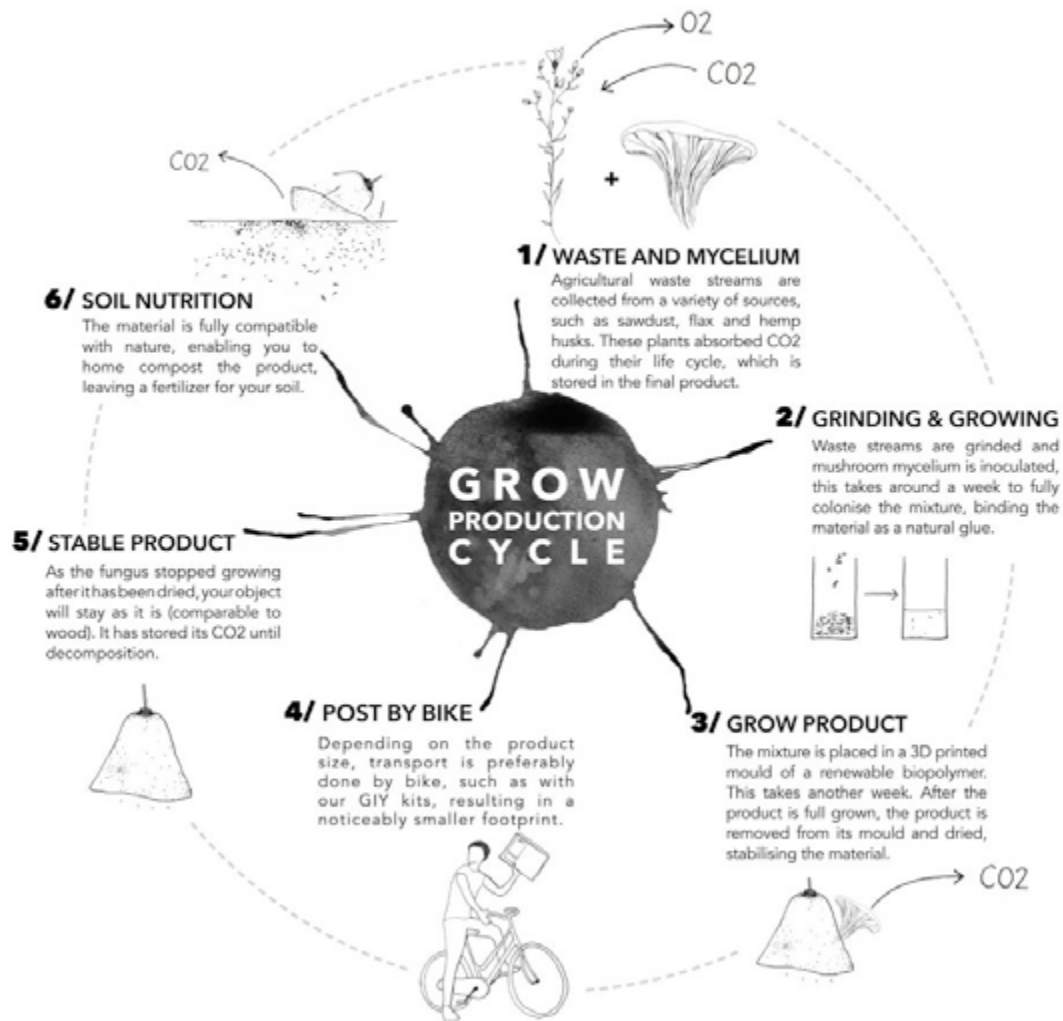 O2
CO2
+
1/ WASTE AND MYCELIUM
Agricultural waste streams are
collected from a variety of sources,
such as sawdust, flax and hemp
husks. These plants absorbed CO2
during their life cycle, which is
stored in the final product.
2/ GRINDING & GROWING
Waste streams are grinded and
mushroom mycelium is inoculated,
this takes around a week to fully
colonise the mixture, binding the
material as a natural glue.
3/ GROW PRODUCT
The mixture is placed in a 3D printed
mould of a renewable biopolymer.
This takes another week. After the
product is full grown, the product is
removed from its mould and dried,
stabilising the material.
CO2
4/ POST BY BIKE
Depending on the product
size, transport is preferably
done by bike, such as with
our GIY kits, resulting in a
noticeably smaller footprint.
5/ STABLE PRODUCT
As the fungus stopped growing
after it has been dried, your object
will stay as it is (comparable to
wood). It has stored its CO2 until
decomposition.
CO2
6/ SOIL NUTRITION
The material is fully compatible
with nature, enabling you to
home compost the product,
leaving a fertilizer for your soil.
GROW
PRODUCTION
CYCLE